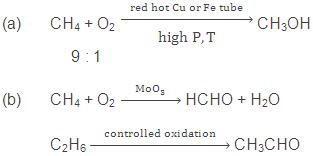 red hot Cu or Fe tube
(a) CH4 + O2 → CH3OH
high P, T
9 : 1
MoOs
(b) CH4 + O2 → HCHO + H2O
controlled oxidation
C2H6 → CH3CHO